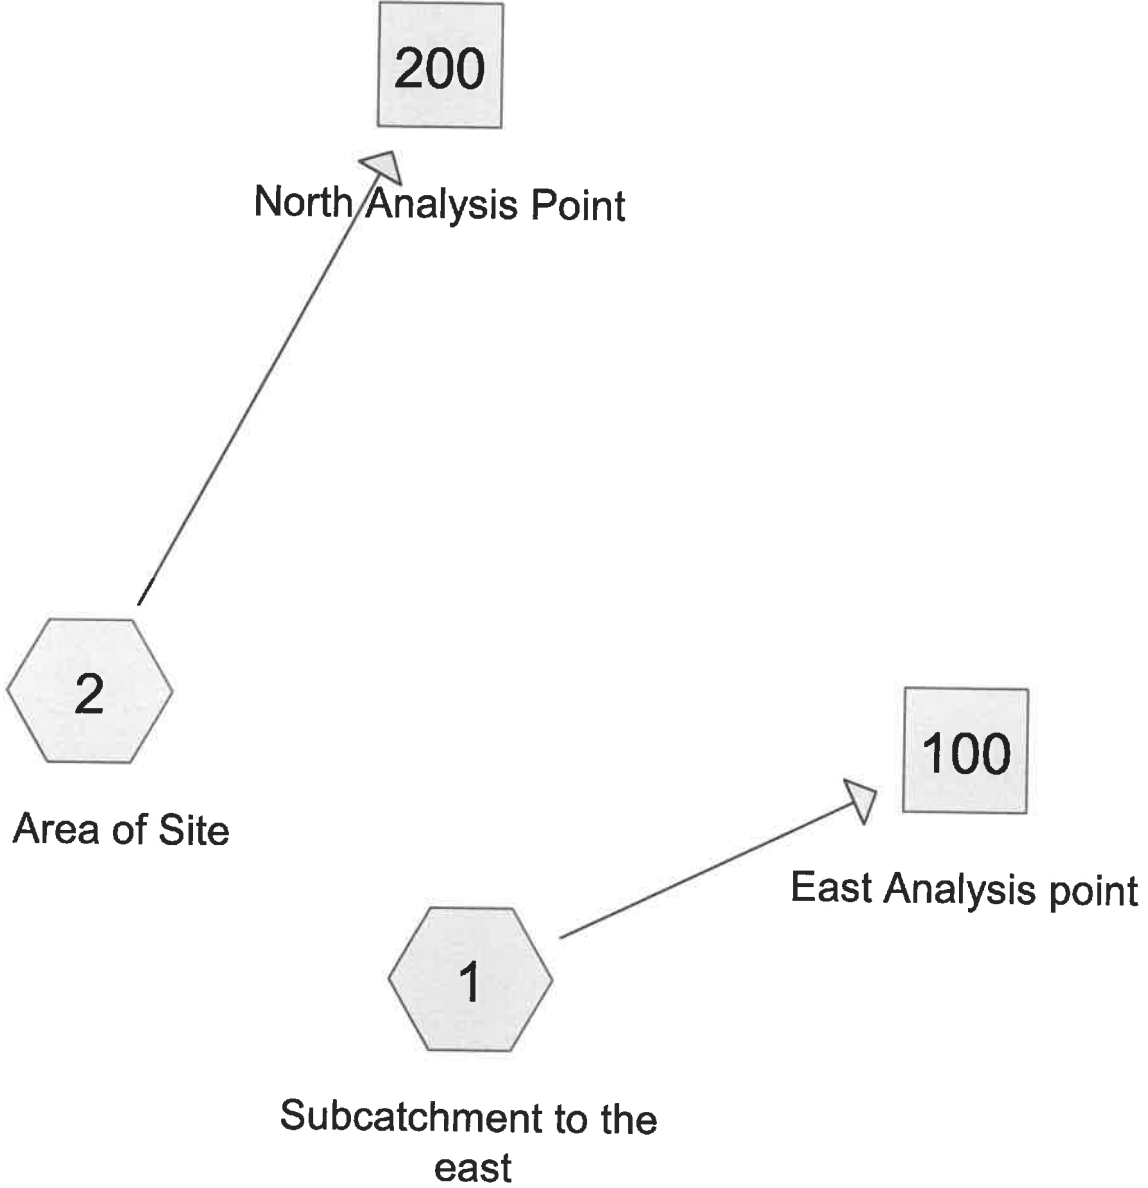 200
North Analysis Point
2
Area of Site
100
East Analysis point
1
Subcatchment to the
east